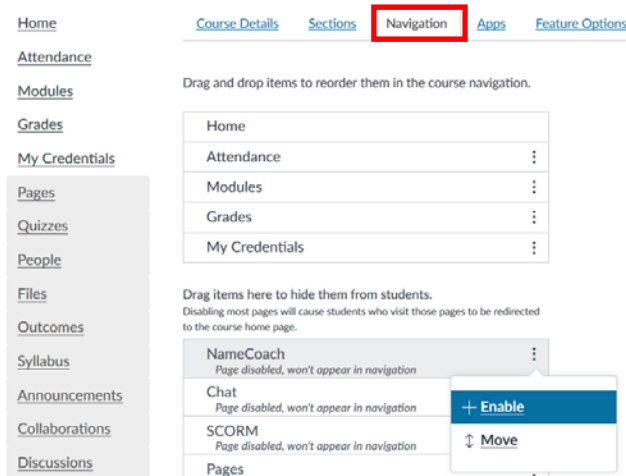 Home
Attendance
Modules
Grades
My Credentials
Pages
Quizzes
People
Files
Outcomes
Syllabus
Announcements
Collaborations
Discussions
Course Details Sections Navigation Apps Feature Options
Drag and drop items to reorder them in the course navigation.
Home
Attendance
Modules
Grades
My Credentials
Drag items here to hide them from students.
Disabling most pages will cause students who visit those pages to be redirected
to the course home page.
NameCoach
Page disabled, won't appear in navigation
Chat
Page disabled, won't appear in navigation
SCORM
Page disabled, won't appear in navigation
Pages
Enable
Move